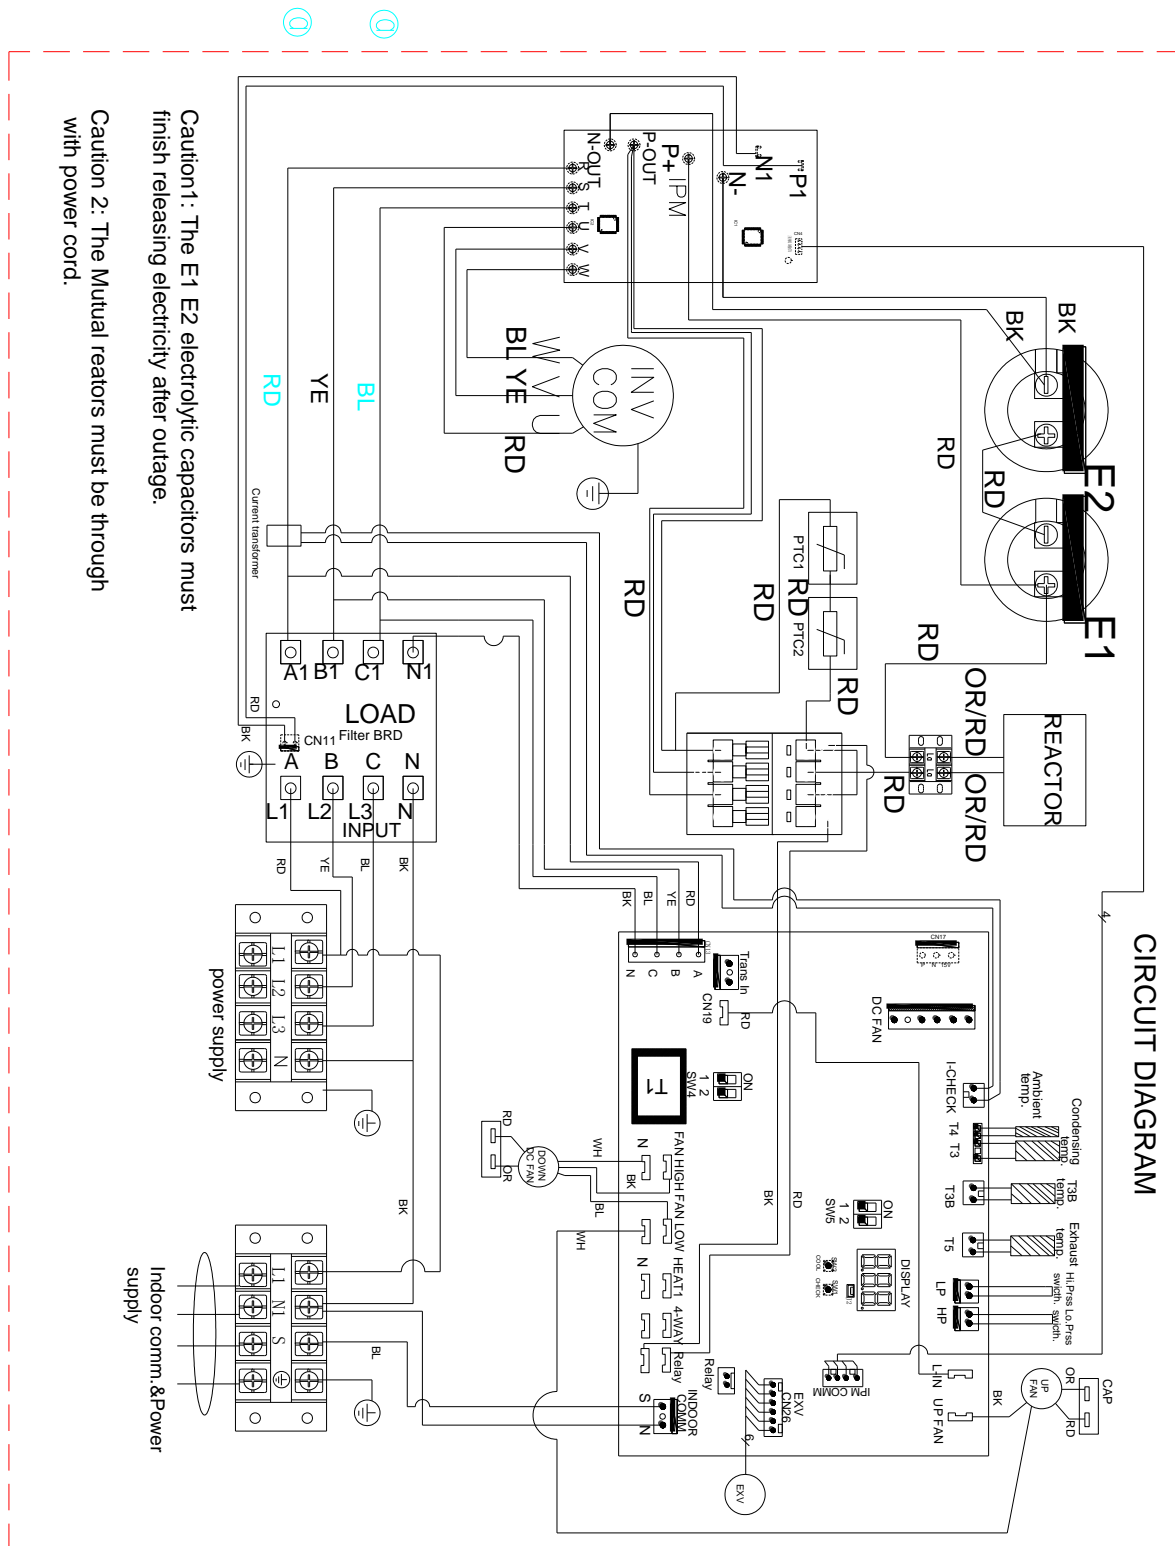 CIRCUIT DIAGRAM
Caution1: The E1 E2 electrolytic capacitors must
finish releasing electricity after outage.
Caution 2: The Mutual reators must be through
with power cord.
N-OUT
P-OUT
P+
IPM
N-
N1
P1
R
S
T
U
V
W
BK
BK
E2
E1
RD
RD
RD
RD
YE
BL
W
V
U
BL
YE
RD
INV
COM
Current transformer
PTC1
PTC2
RD
RD
RD
RD
RD
OR/RD
OR/RD
REACTOR
A1
B1
C1
N1
LOAD
Filter BRD
CN11
RD
BK
A
B
C
N
L1
L2
L3
N
INPUT
RD
YE
BL
BK
L1
L2
L3
N
power supply
BK
BL
YE
RD
N
C
B
A
Trans In
CN19
RD
CN17
P N 15V
DC FAN
4
I-CHECK
T4
T3
T3B
T5
LP
HP
Ambient
temp.
Condensing
temp.
T3B
temp.
Exhaust
temp.
Hi.Prss
swicth.
Lo.Prss
swicth.
T1
ON
1 2
SW4
ON
1 2
SW5
DISPLAY
COOL
CHECK
FAN HIGH
FAN LOW
HEAT1
4-WAY
Relay
N
N
WH
BK
BL
WH
RD
OR
DOWN
DC FAN
BK
RD
Relay
EXV
CN26
6
EXV
IPM COMM
L-IN
UP FAN
BK
UP
FAN
OR
RD
CAP
INDOOR
COMM
S
N
BK
BL
L1
N1
S
Indoor comm.&Power
supply